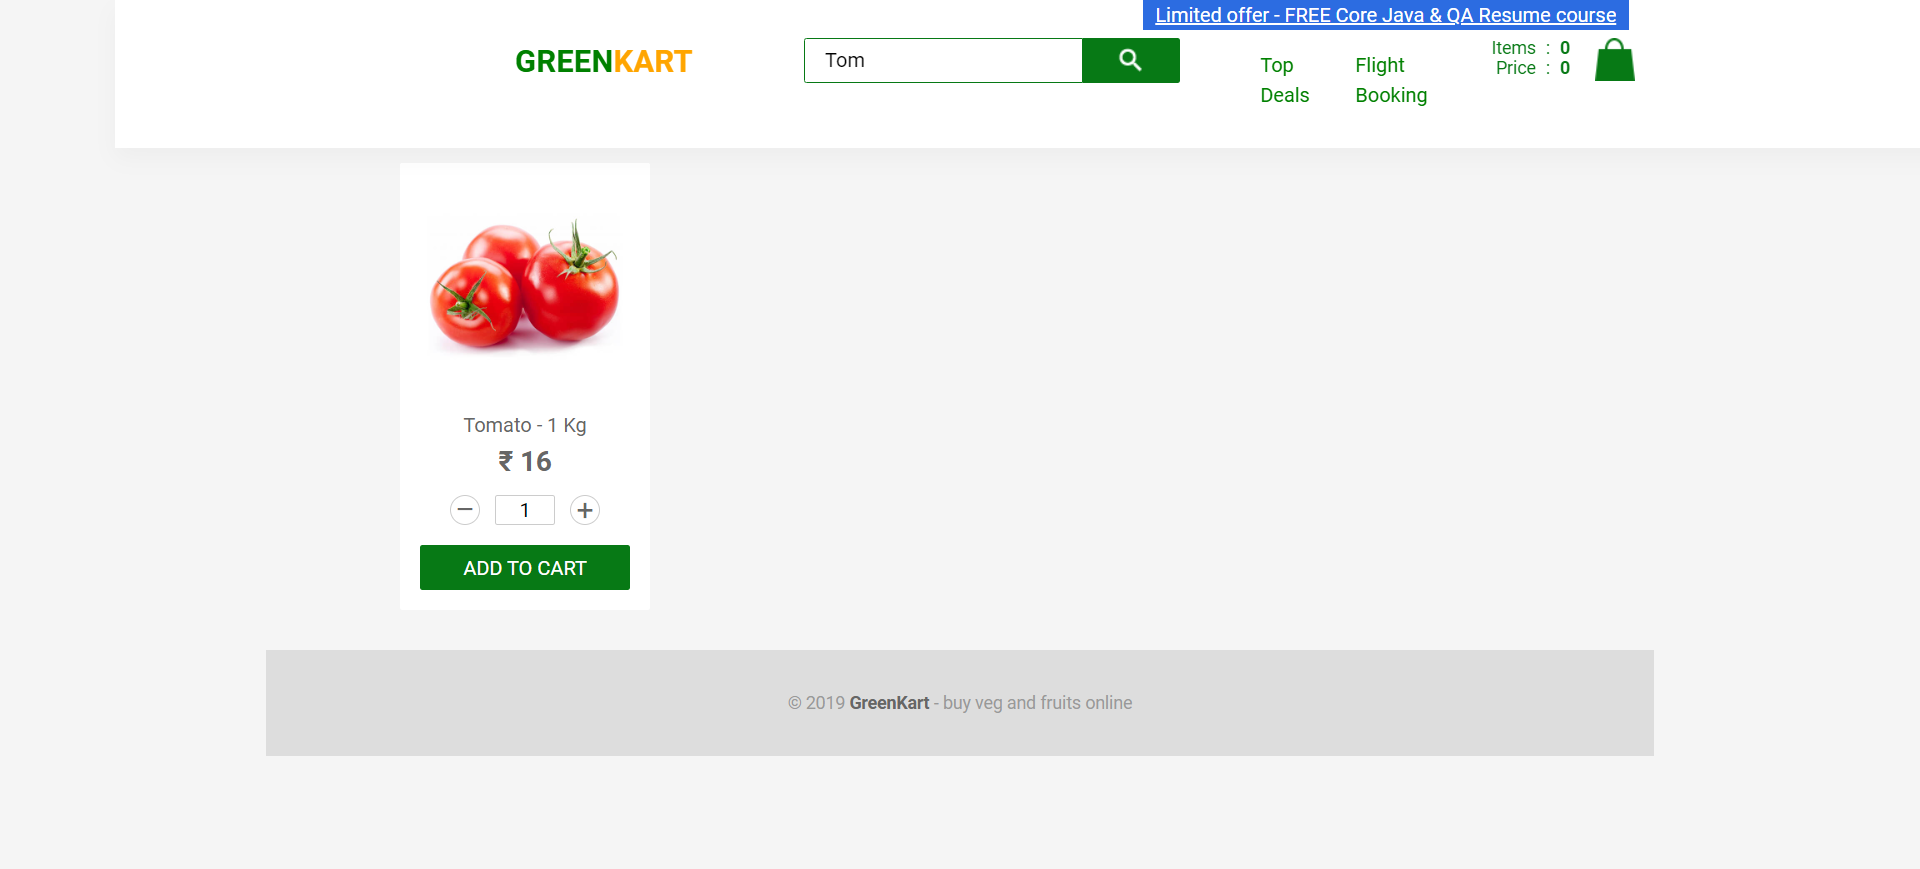 Limited offer - FREE Core Java & QA Resume course
GREENKART
Tom
Top
Deals
Flight
Booking
Items : 0
Price : 0
Tomato - 1 Kg
₹ 16
1
ADD TO CART
© 2019 GreenKart - buy veg and fruits online